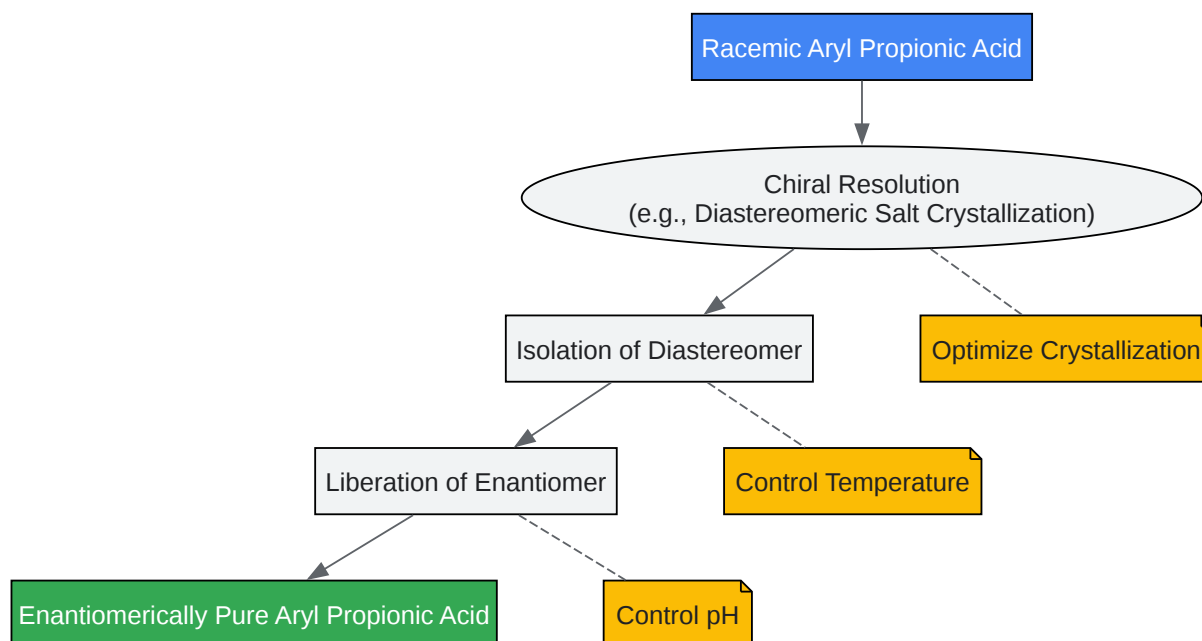 Racemic Aryl Propionic Acid
Chiral Resolution
(e.g., Diastereomeric Salt Crystallization)
Isolation of Diastereomer
Optimize Crystallization
Liberation of Enantiomer
Control Temperature
Enantiomerically Pure Aryl Propionic Acid
Control pH